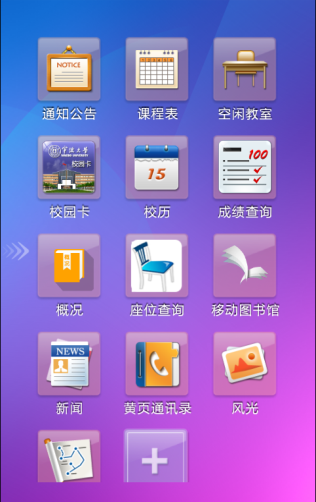 NOTICE
通知公告
课程表
空闲教室
宁波大学
校园卡
校园卡
15
校历
100
成绩查询
概况
概况
座位查询
移动图书馆
NEWS
新闻
黄页通讯录
风光